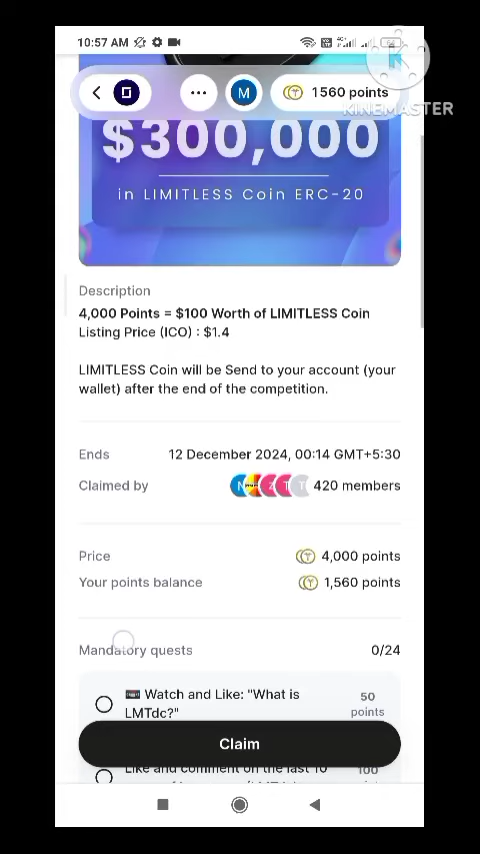 10:57 AM
4G+
64
M
1 560 points
KINEMASTER
$300,000
in LIMITLESS Coin ERC-20
Description
4,000 Points = $100 Worth of LIMITLESS Coin
Listing Price (ICO) : $1.4
LIMITLESS Coin will be Send to your account (your
wallet) after the end of the competition.
Ends 12 December 2024, 00:14 GMT+5:30
Claimed by 420 members
Price 4,000 points
Your points balance 1,560 points
Mandatory quests 0/24
Watch and Like: "What is 50
LMTdc?" points
Claim
Like and comment on the last 10 100